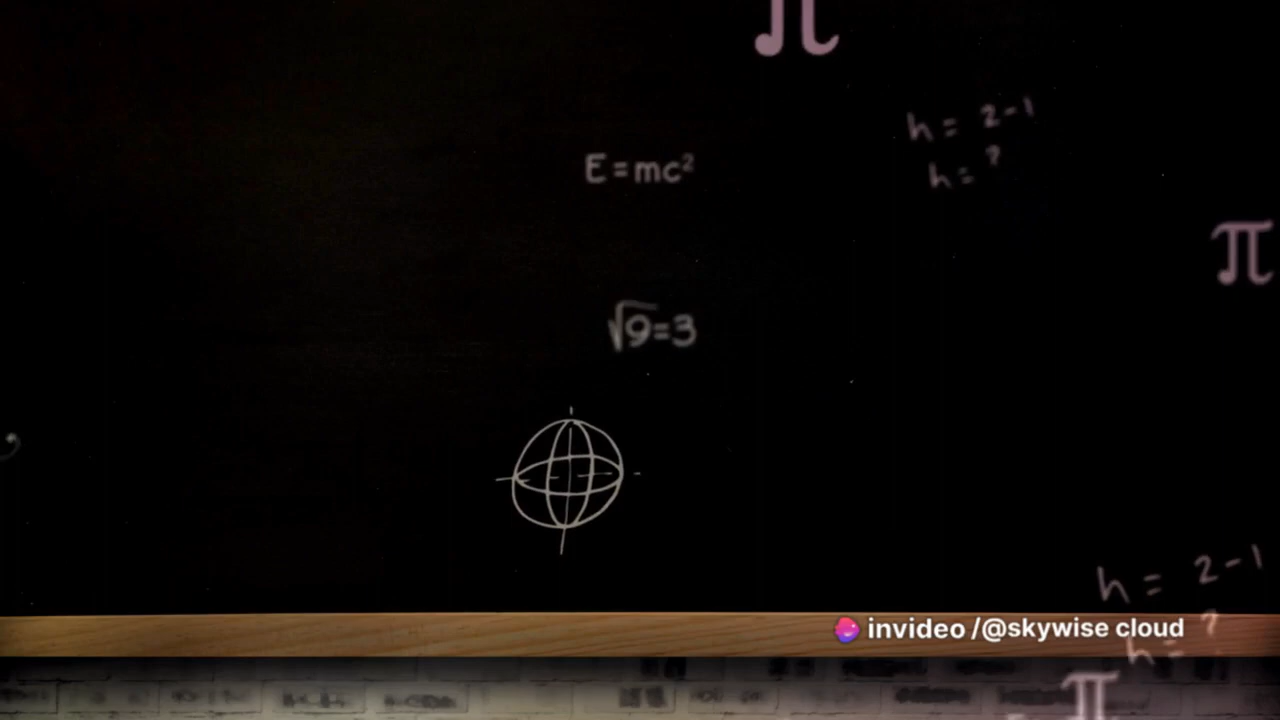 π
h = 2-1
h = ?
E=mc²
π
√9=3
h = 2-1
h = ?
invideo /@skywise cloud
π